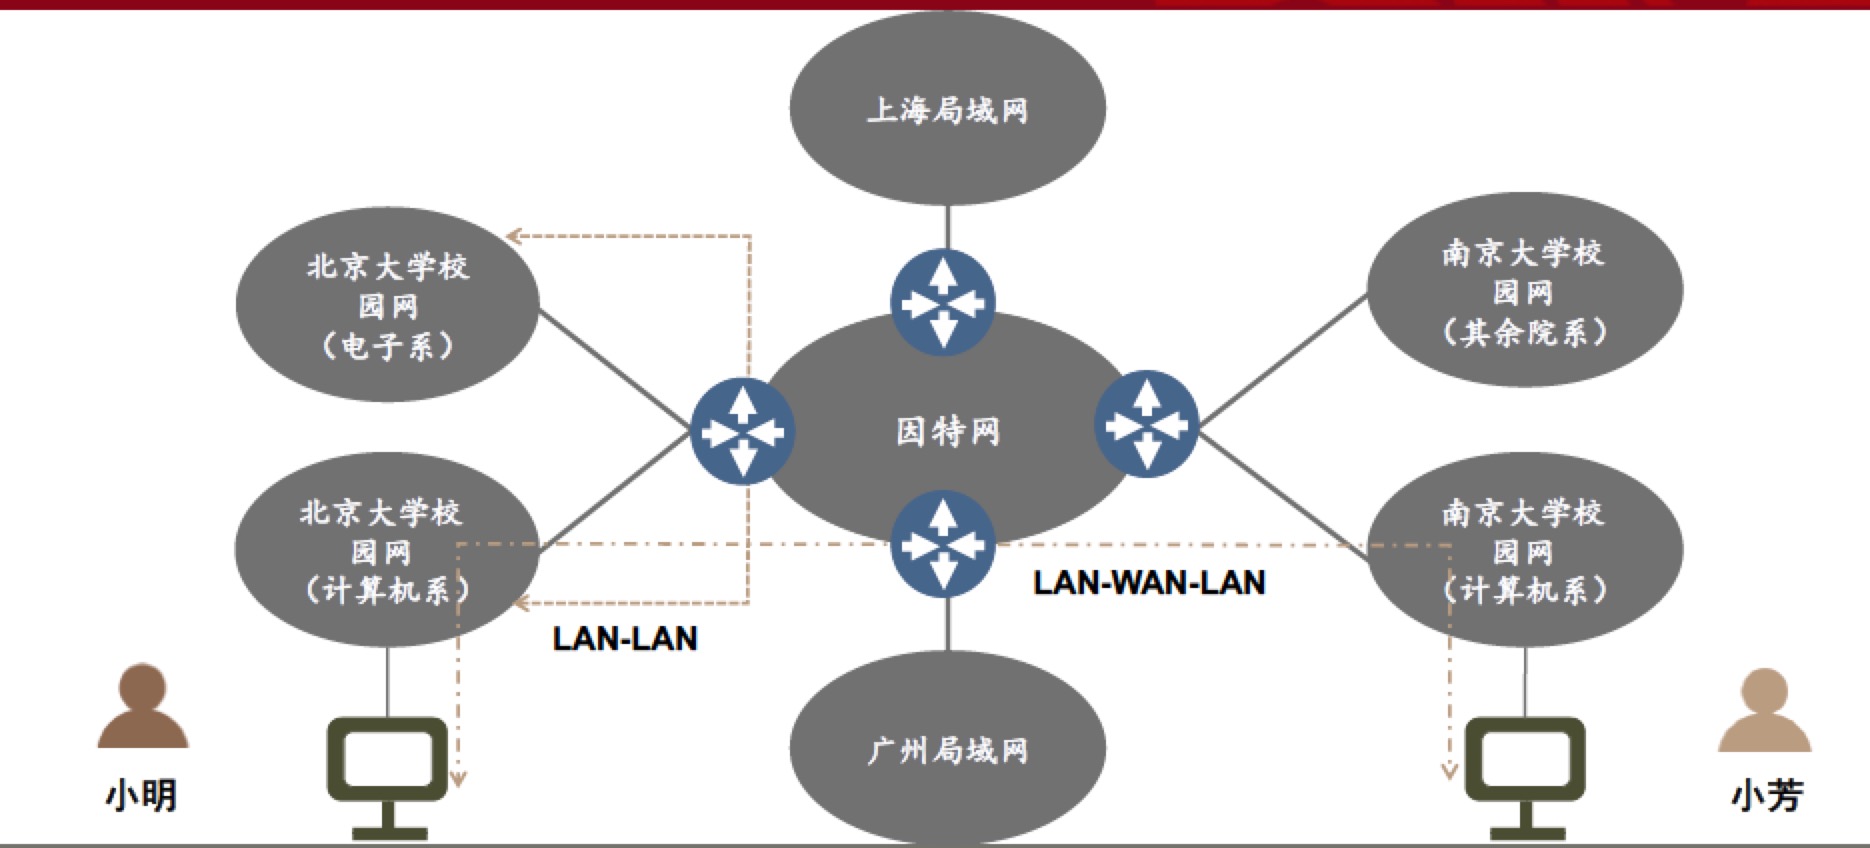 上海局域网
北京大学校
园网
（电子系）
南京大学校
园网
（其余院系）
因特网
北京大学校
园网
（计算机系）
南京大学校
园网
（计算机系）
LAN-WAN-LAN
LAN-LAN
广州局域网
小明
小芳